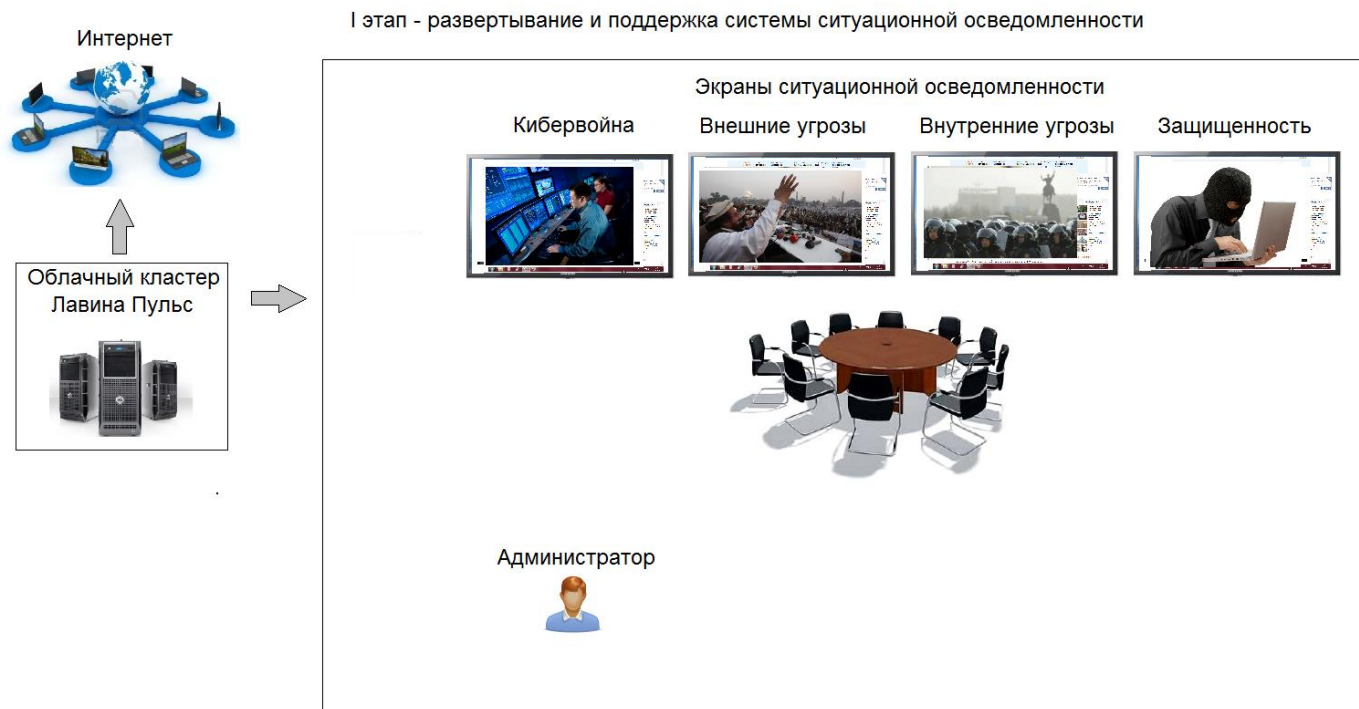 I этап - развертывание и поддержка системы ситуационной осведомленности
Интернет
Экраны ситуационной осведомленности
Кибервойна
Внешние угрозы
Внутренние угрозы
Защищенность
Облачный кластер
Лавина Пульс
Администратор